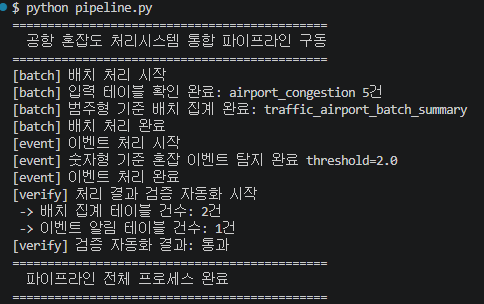 $ python pipeline.py
=============================================
공항 혼잡도 처리시스템 통합 파이프라인 구동
=============================================
[batch] 배치 처리 시작
[batch] 입력 테이블 확인 완료: airport_congestion 5건
[batch] 범주형 기준 배치 집계 완료: traffic_airport_batch_summary
[batch] 배치 처리 완료
[event] 이벤트 처리 시작
[event] 숫자형 기준 혼잡 이벤트 탐지 완료 threshold=2.0
[event] 이벤트 처리 완료
[verify] 처리 결과 검증 자동화 시작
-> 배치 집계 테이블 건수: 2건
-> 이벤트 알림 테이블 건수: 1건
[verify] 검증 자동화 결과: 통과
=============================================
파이프라인 전체 프로세스 완료
=============================================